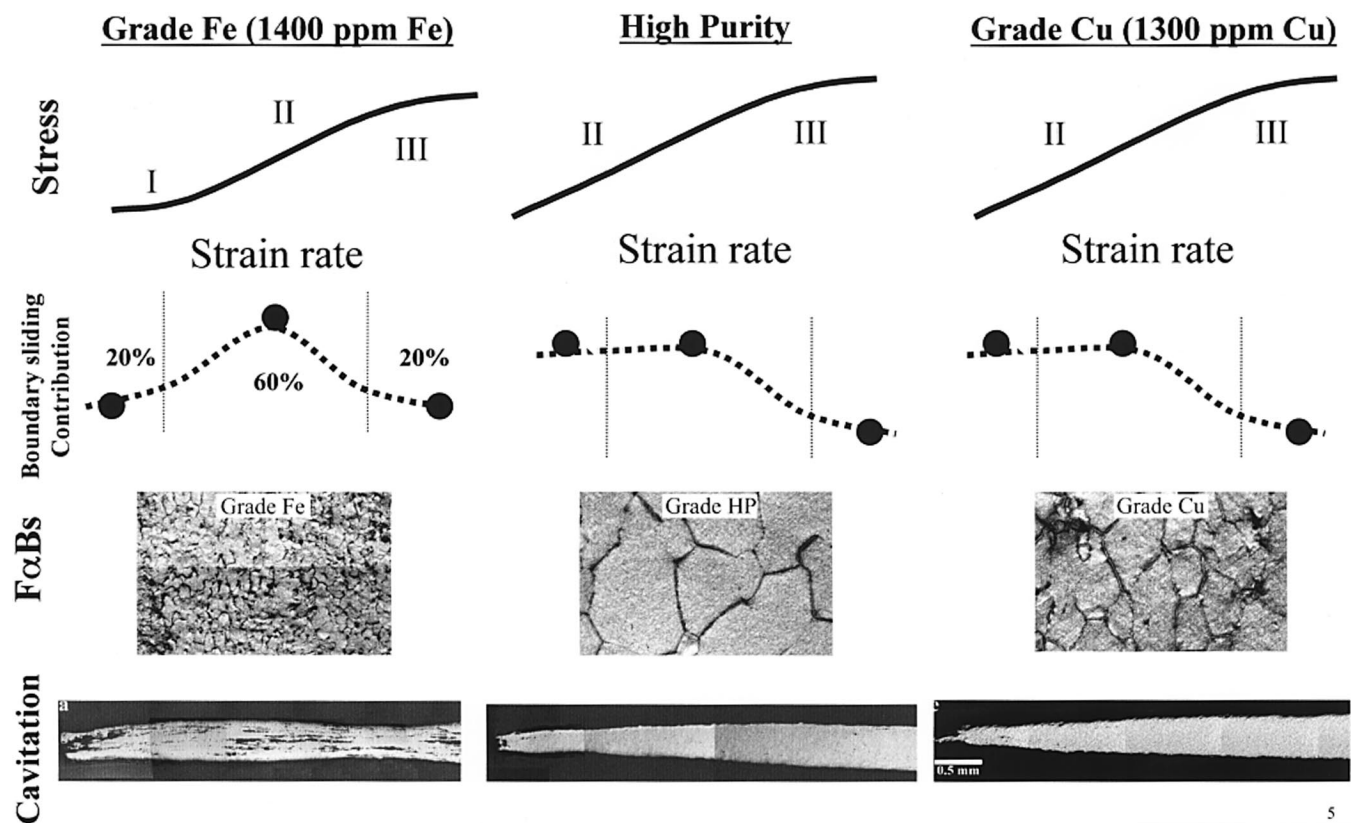 Grade Fe (1400 ppm Fe)
High Purity
Grade Cu (1300 ppm Cu)
Stress
I
II
III
II
III
II
III
Strain rate
Strain rate
Strain rate
Boundary sliding
Contribution
20%
60%
20%
FαBs
Grade Fe
Grade HP
Grade Cu
Cavitation
a
0.5 mm
5